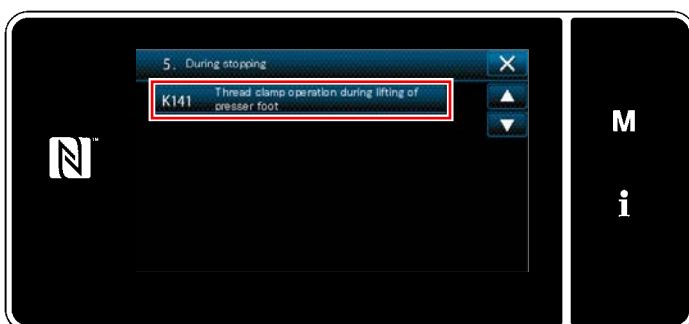 5. During stopping
K141 Thread clamp operation during lifting of
presser foot
M
i
N